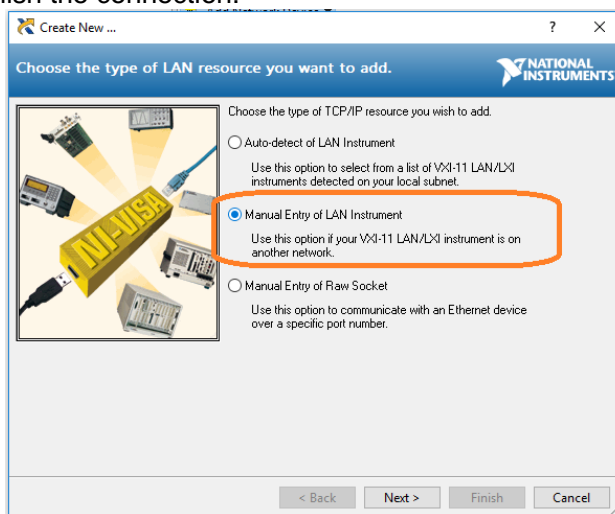 the connection.
Create New ...
? X
Choose the type of LAN resource you want to add.
NATIONAL
INSTRUMENTS
Choose the type of TCP/IP resource you wish to add.
Auto-detect of LAN Instrument
Use this option to select from a list of VXI-11 LAN/LXI
instruments detected on your local subnet.
Manual Entry of LAN Instrument
Use this option if your VXI-11 LAN/LXI instrument is on
another network.
Manual Entry of Raw Socket
Use this option to communicate with an Ethernet device
over a specific port number.
NI-VISA
< Back Next > Finish Cancel